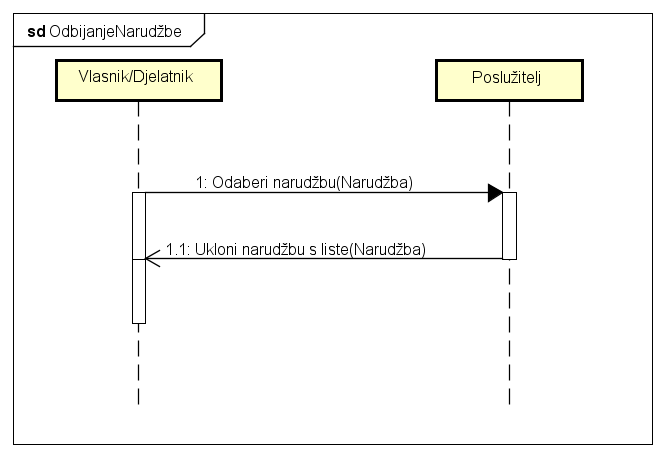 sd OdbijanjeNarudžbe
Vlasnik/Djelatnik
Poslužitelj
1: Odaberi narudžbu(Narudžba)
1.1: Ukloni narudžbu s liste(Narudžba)